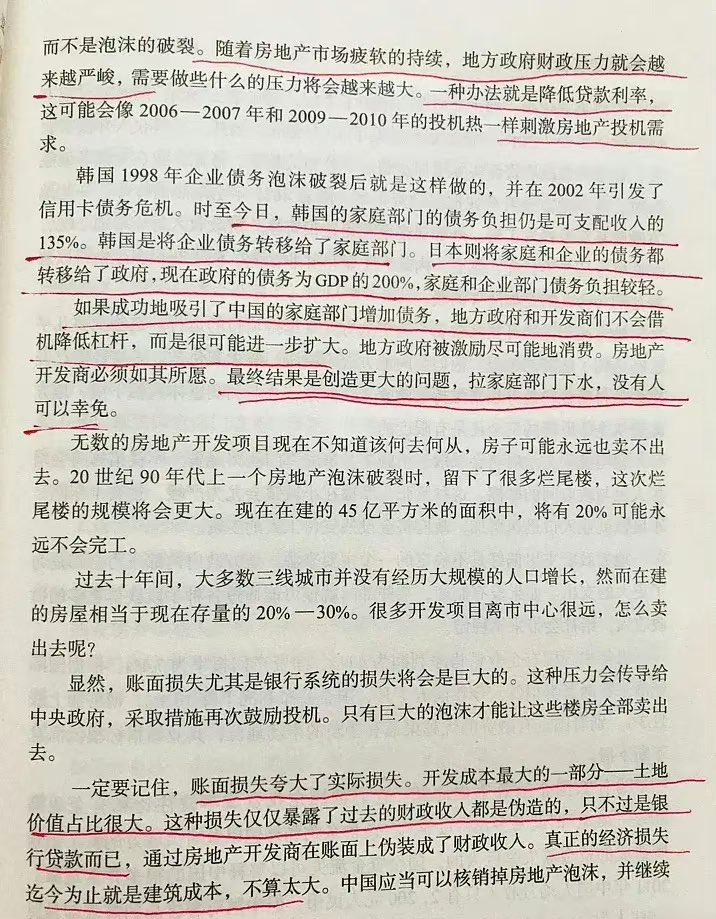 而不是泡沫的破裂。随着房地产市场疲软的持续，地方政府财政压力就会越
来越严峻，需要做些什么的压力将会越来越大。一种办法就是降低贷款利率，
这可能会像 2006—2007 年和 2009—2010 年的投机热一样刺激房地产投机需
求。
韩国 1998 年企业债务泡沫破裂后就是这样做的，并在 2002 年引发了
信用卡债务危机。时至今日，韩国的家庭部门的债务负担仍是可支配收入的
135%。韩国是将企业债务转移给了家庭部门。日本则将家庭和企业的债务都
转移给了政府，现在政府的债务为 GDP 的 200%，家庭和企业部门债务负担较轻。
如果成功地吸引了中国的家庭部门增加债务，地方政府和开发商们不会借
机降低杠杆，而是很可能进一步扩大。地方政府被激励尽可能地消费。房地产
开发商必须如其所愿。最终结果是创造更大的问题，拉家庭部门下水，没有人
可以幸免。
无数的房地产开发项目现在不知道该何去何从，房子可能永远也卖不出
去。20 世纪 90 年代上一个房地产泡沫破裂时，留下了很多烂尾楼，这次烂
尾楼的规模将会更大。现在在建的 45 亿平方米的面积中，将有 20% 可能永
远不会完工。
过去十年间，大多数三线城市并没有经历大规模的人口增长，然而在建
的房屋相当于现在存量的 20%—30%。很多开发项目离市中心很远，怎么卖
出去呢？
显然，账面损失尤其是银行系统的损失将会是巨大的。这种压力会传导给
中央政府，采取措施再次鼓励投机。只有巨大的泡沫才能让这些楼房全部卖出
去。
一定要记住，账面损失夸大了实际损失。开发成本最大的一部分——土地
价值占比很大。这种损失仅仅暴露了过去的财政收入都是伪造的，只不过是银
行贷款而已，通过房地产开发商在账面上伪装成了财政收入。真正的经济损失
迄今为止就是建筑成本，不算太大。中国应当可以核销掉房地产泡沫，并继续